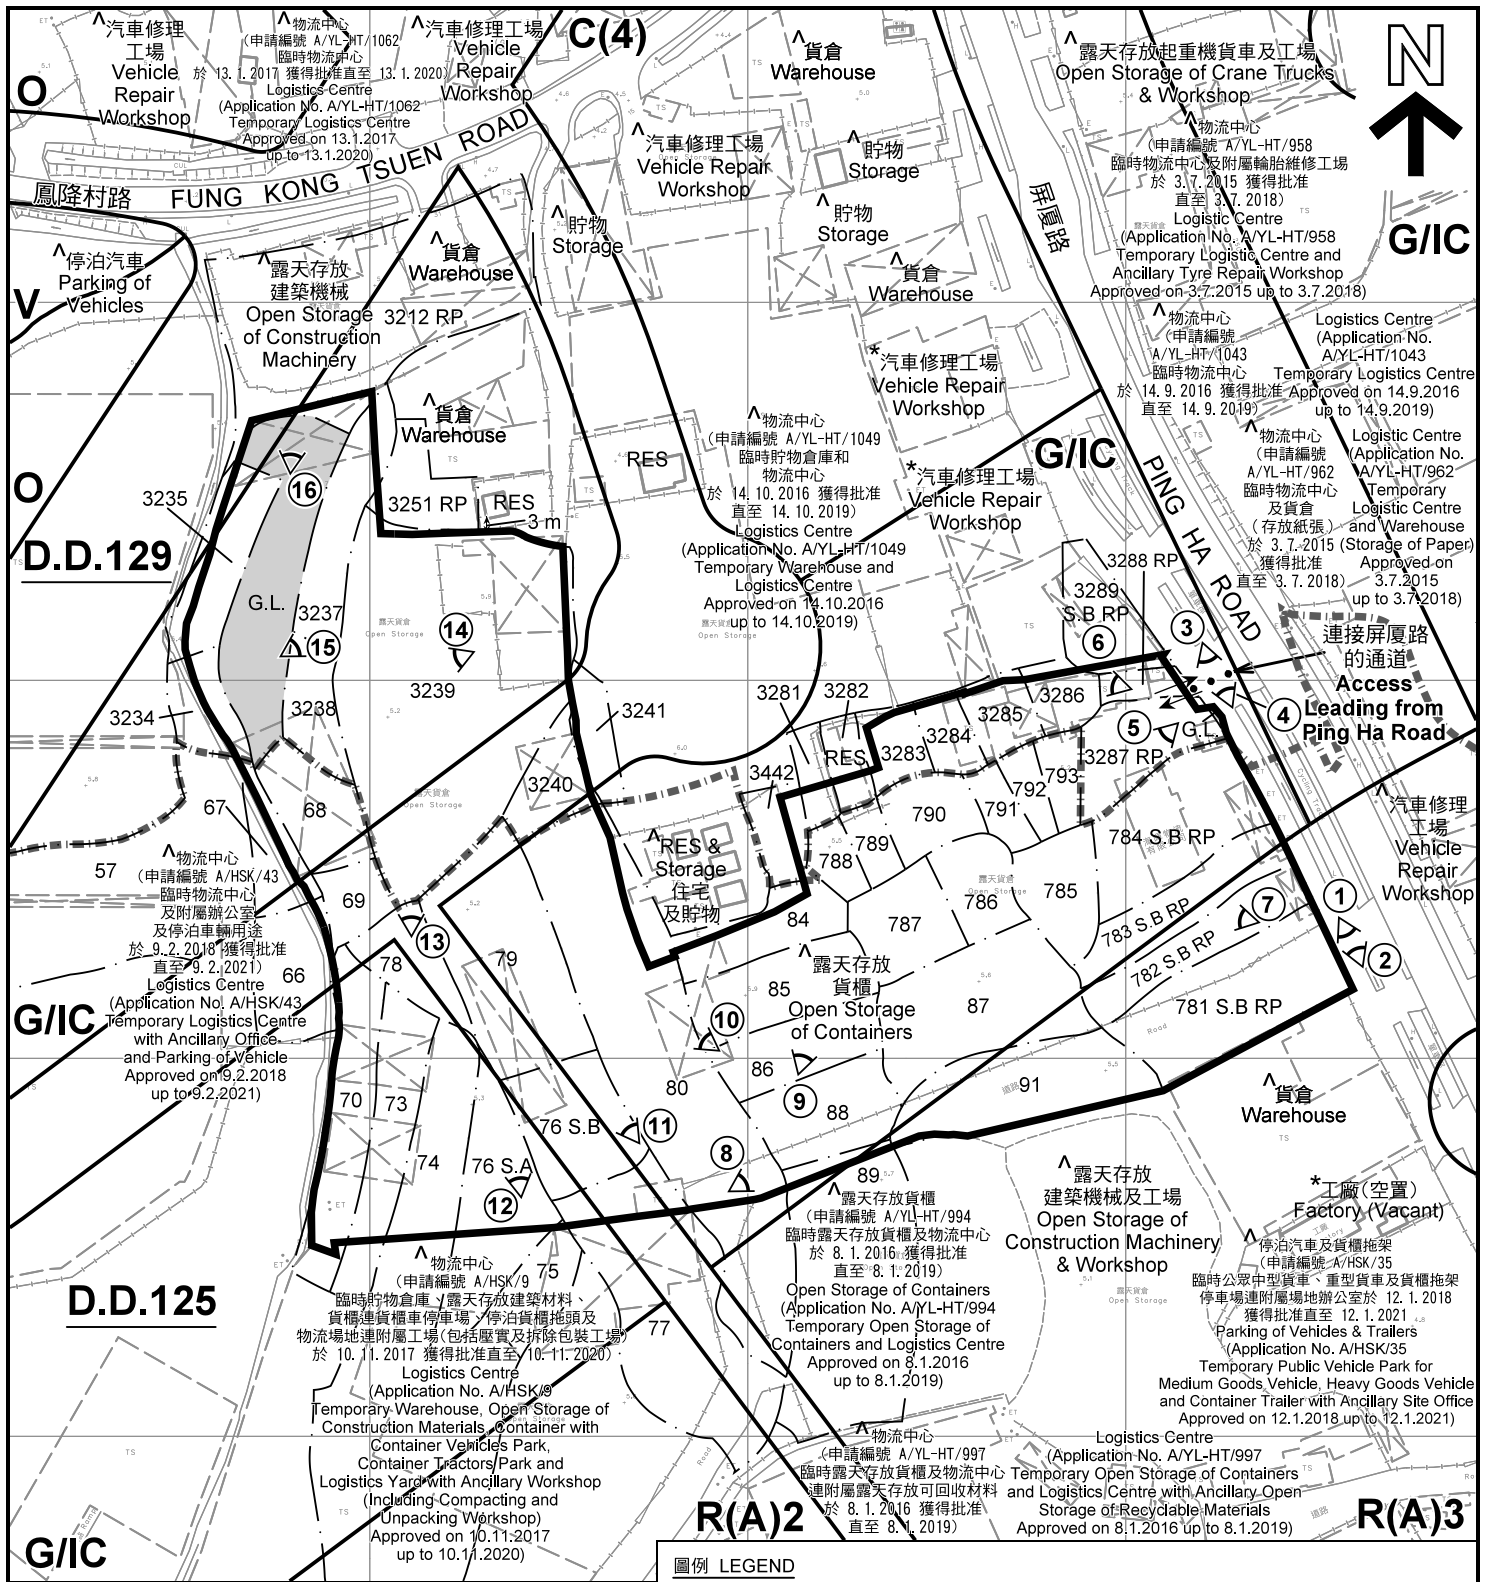 ^汽車修理
工場
Vehicle
Repair
Workshop
^物流中心
(申請編號 A/YL-HT/1062
臨時物流中心
於 13.1.2017 獲得批准直至 13.1.2020)
Logistics Centre
(Application No. A/YL-HT/1062
Temporary Logistics Centre
Approved on 13.1.2017
up to 13.1.2020)
^汽車修理工場
Vehicle
Repair
Workshop
C(4)
^貨倉
Warehouse
^露天存放起重機貨車及工場
Open Storage of Crane Trucks
& Workshop
N
O
鳳降村路 FUNG KONG TSUEN ROAD
^汽車修理工場
Vehicle Repair
Workshop
^貯物
Storage
^物流中心
(申請編號 A/YL-HT/958
臨時物流中心及附屬輪胎維修工場
於 3.7.2015 獲得批准
直至 3.7.2018)
Logistic Centre
(Application No. A/YL-HT/958
Temporary Logistic Centre and
Ancillary Tyre Repair Workshop
Approved on 3.7.2015 up to 3.7.2018)
G/IC
屏厦路
^貯物
Storage
^貯物
Storage
^貨倉
Warehouse
^貨倉
Warehouse
^停泊汽車
Parking of
Vehicles
V
^露天存放
建築機械
Open Storage
of Construction
Machinery
3212 RP
^物流中心
(申請編號
A/YL-HT/1043
臨時物流中心
於 14.9.2016 獲得批准
直至 14.9.2019)
Logistics Centre
(Application No.
A/YL-HT/1043
Temporary Logistics Centre
Approved on 14.9.2016
up to 14.9.2019)
*汽車修理工場
Vehicle Repair
Workshop
^貨倉
Warehouse
^物流中心
(申請編號 A/YL-HT/1049
臨時貯物倉庫和
物流中心
於 14.10.2016 獲得批准
直至 14.10.2019)
Logistics Centre
(Application No. A/YL-HT/1049
Temporary Warehouse and
Logistics Centre
Approved on 14.10.2016
up to 14.10.2019)
RES
*汽車修理工場
Vehicle Repair
Workshop
G/IC
PING HA ROAD
^物流中心
(申請編號
A/YL-HT/962
臨時物流中心
及貨倉
(存放紙張)
於 3.7.2015
獲得批准
直至 3.7.2018)
Logistic Centre
(Application No.
A/YL-HT/962
Temporary
Logistic Centre
and Warehouse
(Storage of Paper)
Approved on
3.7.2015
up to 3.7.2018)
O
3235
16
3251 RP
RES
3 m
D.D.129
G.L.
3237
15
露天貨倉
Open Storage
14
3239
露天貨倉
Open Storage
3288 RP
3289
S.B RP
6
3
連接屏厦路
的通道
Access
Leading from
Ping Ha Road
4
3234
3238
3241
3281
3282
RES
3283
3284
3285
3286
5
G.L.
3287 RP
67
68
露天貨倉
Open Storage
3240
3442
793
792
791
790
789
788
784 S.B RP
^汽車修理
工場
Vehicle
Repair
Workshop
57
^物流中心
(申請編號 A/HSK/43
臨時物流中心
及附屬辦公室
及停泊車輛用途
於 9.2.2018 獲得批准
直至 9.2.2021)
Logistics Centre
(Application No. A/HSK/43
Temporary Logistics Centre
with Ancillary Office
and Parking of Vehicle
Approved on 9.2.2018
up to 9.2.2021)
69
^RES &
Storage
住宅
及貯物
露天貨倉
Open Storage
785
786
787
84
783 S.B RP
782 S.B RP
7
1
2
13
66
78
79
85
^露天存放
貨櫃
Open Storage
of Containers
87
781 S.B RP
G/IC
10
Road
86
9
91
道路
^貨倉
Warehouse
70
73
74
80
88
76 S.B
11
8
76 S.A
12
89
^露天存放貨櫃
(申請編號 A/YL-HT/994
臨時露天存放貨櫃及物流中心
於 8.1.2016 獲得批准
直至 8.1.2019)
Open Storage of Containers
(Application No. A/YL-HT/994
Temporary Open Storage of
Containers and Logistics Centre
Approved on 8.1.2016
up to 8.1.2019)
^露天存放
建築機械及工場
Open Storage of
Construction Machinery
& Workshop
露天貨倉
Open Storage
*工廠(空置)
Factory (Vacant)
^停泊汽車及貨櫃拖架
(申請編號 A/HSK/35
臨時公眾中型貨車、重型貨車及貨櫃拖架
停車場連附屬場地辦公室於 12.1.2018
獲得批准直至 12.1.2021
Parking of Vehicles & Trailers
(Application No. A/HSK/35
Temporary Public Vehicle Park for
Medium Goods Vehicle, Heavy Goods Vehicle
and Container Trailer with Ancillary Site Office
Approved on 12.1.2018 up to 12.1.2021)
D.D.125
^物流中心
(申請編號 A/HSK/9
臨時貯物倉庫、露天存放建築材料、
貨櫃連貨櫃車停車場、停泊貨櫃拖頭及
物流場地連附屬工場(包括壓實及拆除包裝工場)
於 10.11.2017 獲得批准直至 10.11.2020)
Logistics Centre
(Application No. A/HSK/9
Temporary Warehouse, Open Storage of
Construction Materials, Container with
Container Vehicles Park,
Container Tractors Park and
Logistics Yard with Ancillary Workshop
(Including Compacting and
Unpacking Workshop)
Approved on 10.11.2017
up to 10.11.2020)
75
77
^物流中心
(申請編號 A/YL-HT/997
臨時露天存放貨櫃及物流中心
連附屬露天存放可回收材料
於 8.1.2016 獲得批准
直至 8.1.2019)
Logistics Centre
(Application No. A/YL-HT/997
Temporary Open Storage of Containers
and Logistics Centre with Ancillary Open
Storage of Recyclable Materials
Approved on 8.1.2016 up to 8.1.2019)
R(A)2
R(A)3
G/IC
圖例 LEGEND